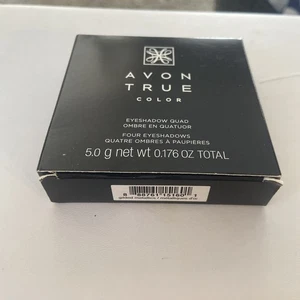 AVON
TRUE
COLOR
EYESHADOW QUAD
OMBRE EN QUATUOR
FOUR EYESHADOWS
QUATRE OMBRES À PAUPIÈRES
5.0 g net wt 0.176 OZ TOTAL